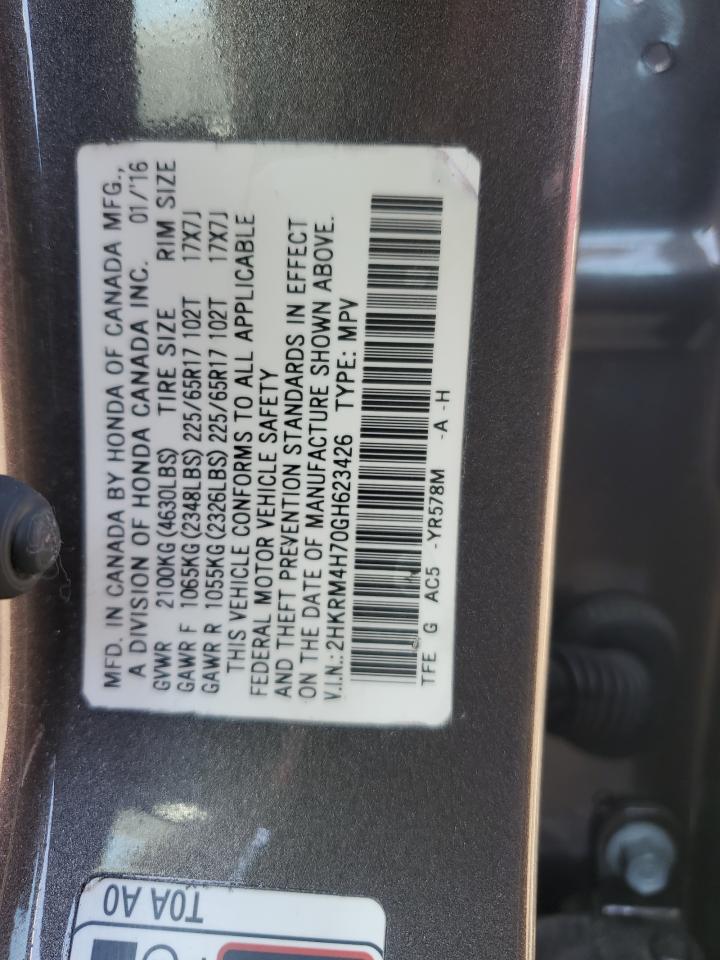 MFD. IN CANADA BY HONDA OF CANADA MFG.,
A DIVISION OF HONDA CANADA INC. 01/'16
GVWR 2100KG(4630LBS) TIRE SIZE RIM SIZE
GAWR F 1065KG(2348LBS) 225/65R17 102T 17X7J
GAWR R 1055KG(2326LBS) 225/65R17 102T 17X7J
THIS VEHICLE CONFORMS TO ALL APPLICABLE
FEDERAL MOTOR VEHICLE SAFETY
AND THEFT PREVENTION STANDARDS IN EFFECT
ON THE DATE OF MANUFACTURE SHOWN ABOVE.
V.I.N.:2HKRM4H70GH623426 TYPE: MPV
TFE G AC5 -YR578M -A -H
T0A A0